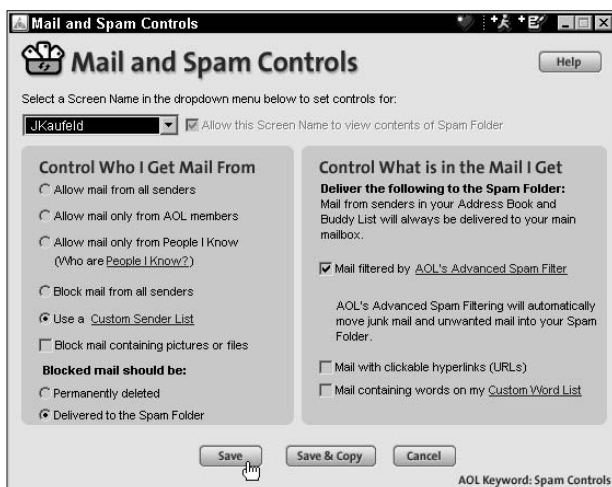 Mail and Spam Controls
Mail and Spam Controls
Help
Select a Screen Name in the dropdown menu below to set controls for:
JKaufeld
Allow this Screen Name to view contents of Spam Folder
Control Who I Get Mail From
Allow mail from all senders
Allow mail only from AOL members
Allow mail only from People I Know
(Who are People I Know?)
Block mail from all senders
Use a Custom Sender List
Block mail containing pictures or files
Blocked mail should be:
Permanently deleted
Delivered to the Spam Folder
Control What is in the Mail I Get
Deliver the following to the Spam Folder:
Mail from senders in your Address Book and
Buddy List will always be delivered to your main
mailbox.
Mail filtered by AOL's Advanced Spam Filter
AOL's Advanced Spam Filtering will automatically
move junk mail and unwanted mail into your Spam
Folder.
Mail with clickable hyperlinks (URLs)
Mail containing words on my Custom Word List
Save
Save & Copy
Cancel
AOL Keyword: Spam Controls